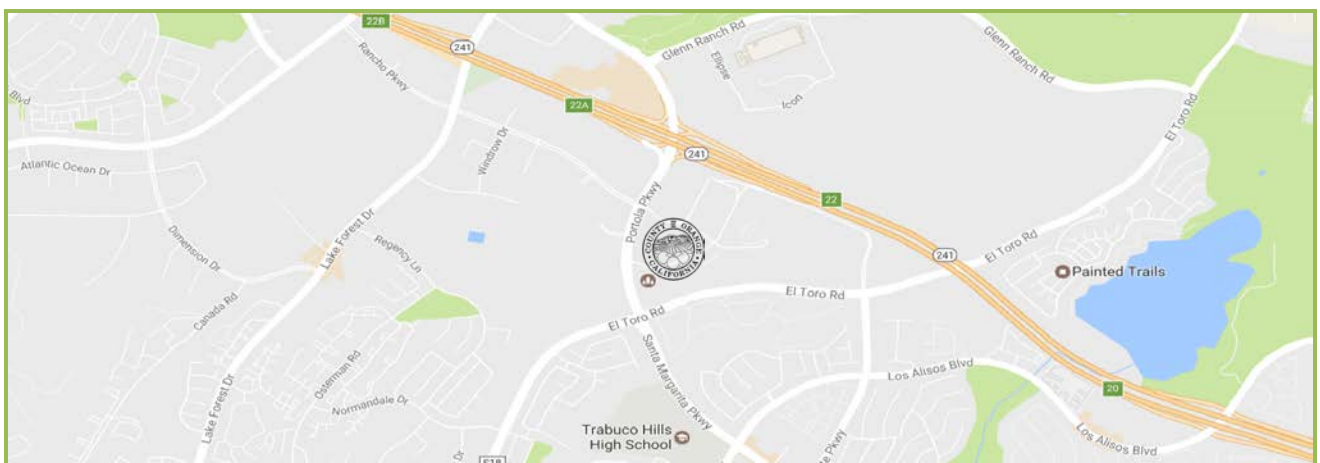 22B
241
Glenn Ranch Rd
Glenn Ranch Rd
Rancho Pkwy
Ellipse
Icon
Blvd
22A
El Toro Rd
Windrow Dr
241
Atlantic Ocean Dr
Portola Pkwy
22
COUNTY OF ORANGE
CALIFORNIA
Lake Forest Dr
Regency Ln
Dimension Dr
241
El Toro Rd
Painted Trails
Canada Rd
El Toro Rd
El Toro Rd
Santa Margarita Pkwy
Osterman Rd
Los Alisos Blvd
20
Lake Forest Dr
Normandale Dr
Trabuco Hills
High School
Los Alisos Blvd
Dr
S18
Pkwy